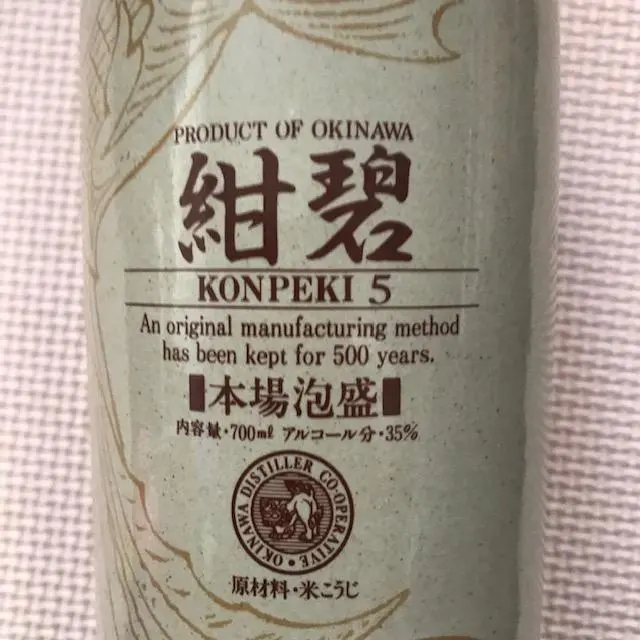 PRODUCT OF OKINAWA
紺碧
KONPEKI 5
An original manufacturing method
has been kept for 500 years.
本場泡盛
内容量・700mℓ アルコール分・35%
OKINAWA DISTILLER CO-OPERATIVE
原材料・米こうじ